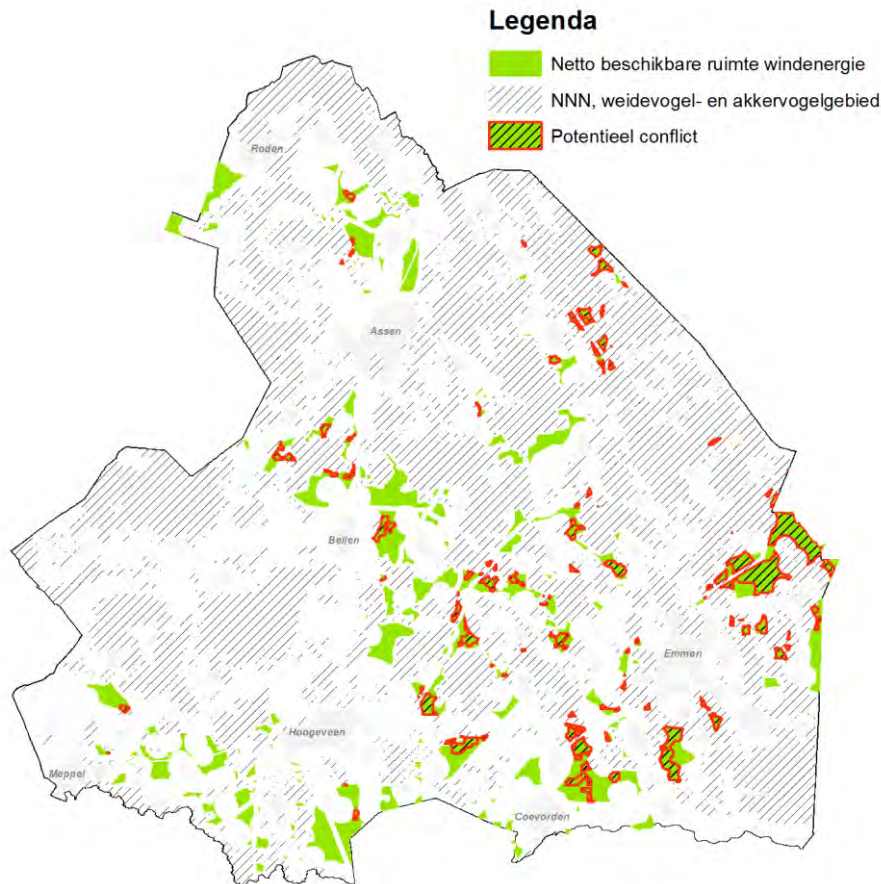 Legenda
Netto beschikbare ruimte windenergie
NNN, weidevogel- en akkervogelgebied
Potentieel conflict
Roden
Assen
Beilen
Emmen
Hoogeveen
Meppel
Coevorden